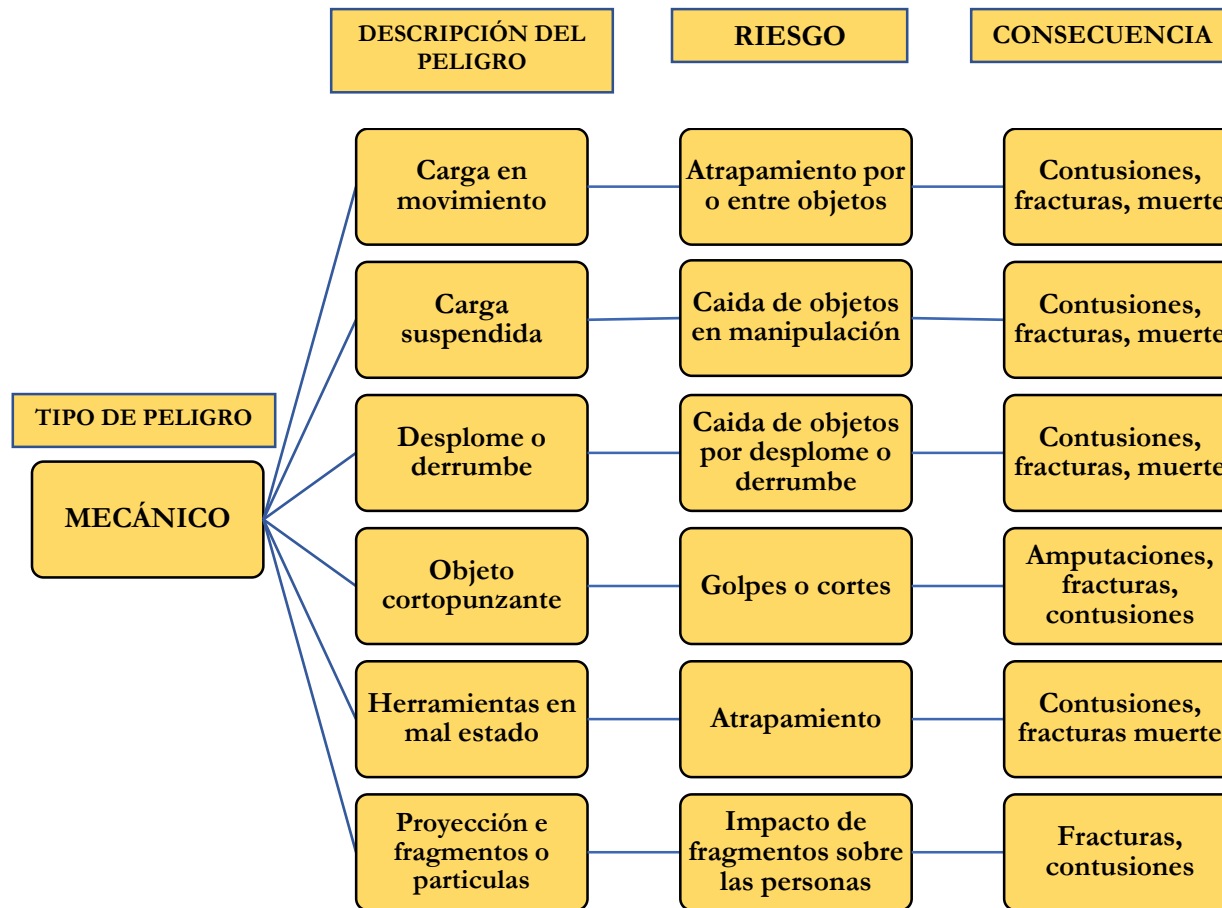 DESCRIPCIÓN DEL
PELIGRO
RIESGO
CONSECUENCIA
Carga en
movimiento
Atrapamiento por
o entre objetos
Contusiones,
fracturas, muerte
Carga
suspendida
Caida de objetos
en manipulación
Contusiones,
fracturas, muerte
TIPO DE PELIGRO
MECÁNICO
Desplome o
derrumbe
Caida de objetos
por desplome o
derrumbe
Contusiones,
fracturas, muerte
Objeto
cortopunzante
Golpes o cortes
Amputaciones,
fracturas,
contusiones
Herramientas en
mal estado
Atrapamiento
Contusiones,
fracturas muerte
Proyección e
fragmentos o
particulas
Impacto de
fragmentos sobre
las personas
Fracturas,
contusiones